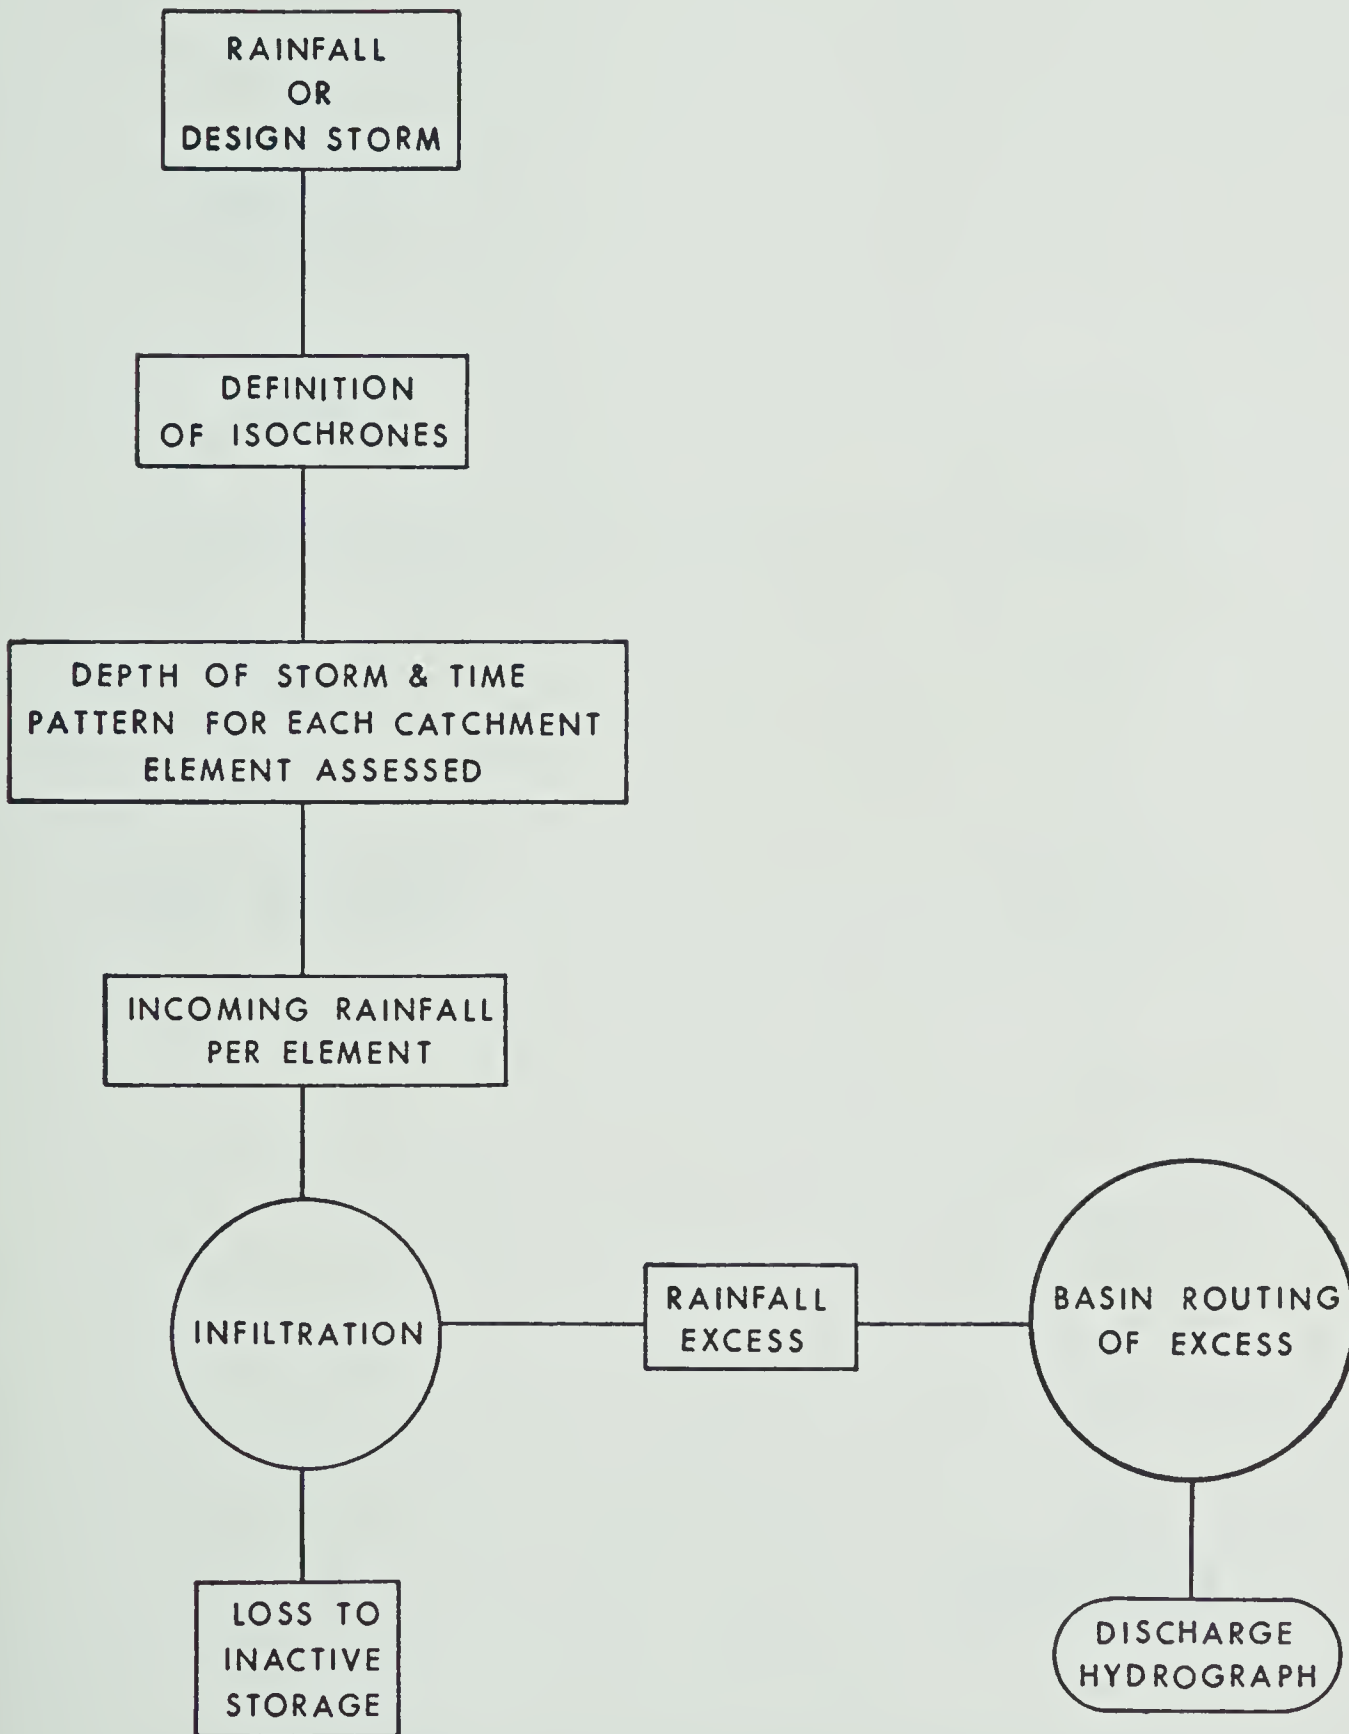 RAINFALL
OR
DESIGN STORM
DEFINITION
OF ISOCHRONES
DEPTH OF STORM & TIME
PATTERN FOR EACH CATCHMENT
ELEMENT ASSESSED
INCOMING RAINFALL
PER ELEMENT
INFILTRATION
RAINFALL
EXCESS
BASIN ROUTING
OF EXCESS
LOSS TO
INACTIVE
STORAGE
DISCHARGE
HYDROGRAPH